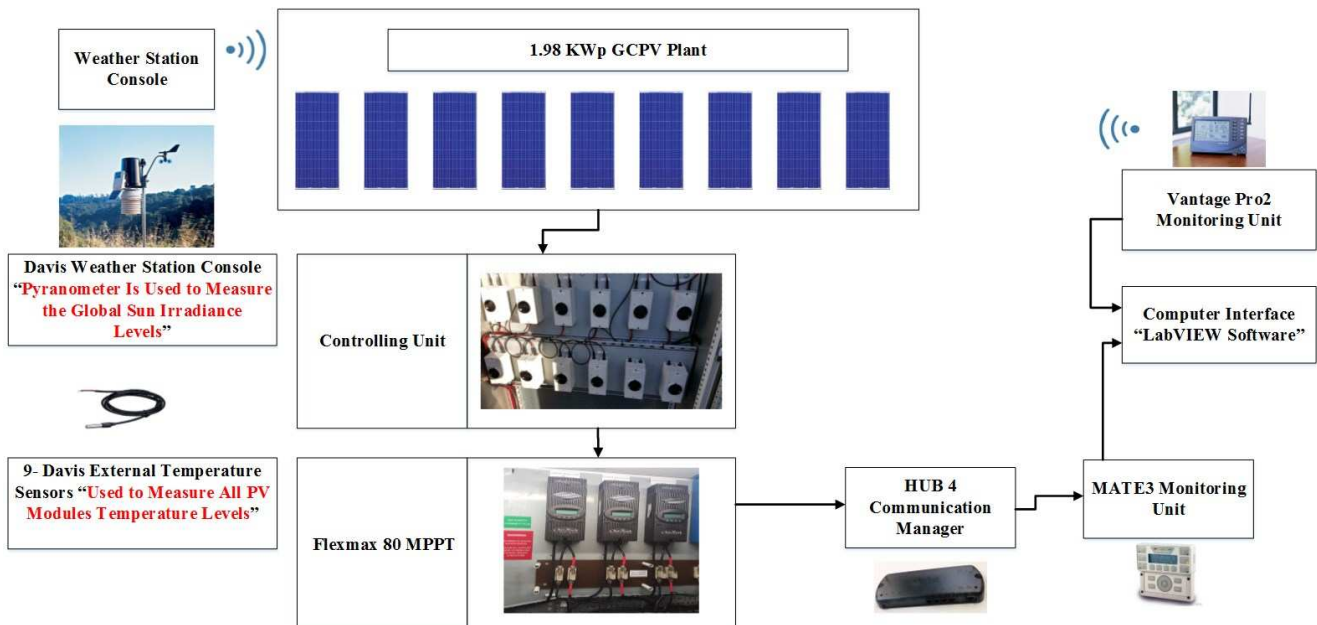 Weather Station
Console
1.98 KWp GCPV Plant
Vantage Pro2
Monitoring Unit
Davis Weather Station Console
“Pyranometer Is Used to Measure
the Global Sun Irradiance
Levels”
Controlling Unit
Computer Interface
“LabVIEW Software”
9- Davis External Temperature
Sensors “Used to Measure All PV
Modules Temperature Levels”
Flexmax 80 MPPT
HUB 4
Communication
Manager
MATE3 Monitoring
Unit